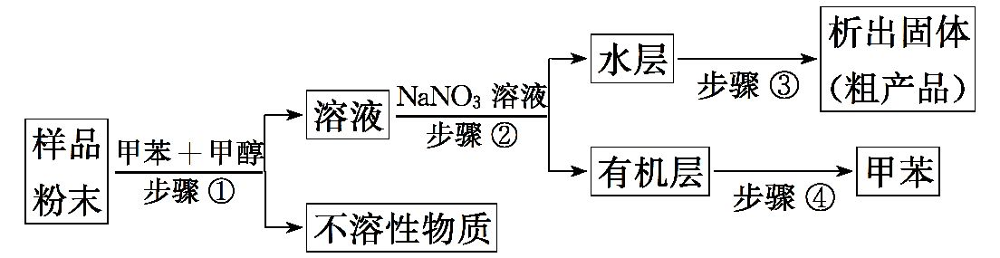 样品
粉末
甲苯＋甲醇
步骤 ①
溶液
不溶性物质
NaNO₃ 溶液
步骤 ②
水层
有机层
步骤 ③
析出固体
（粗产品）
步骤 ④
甲苯